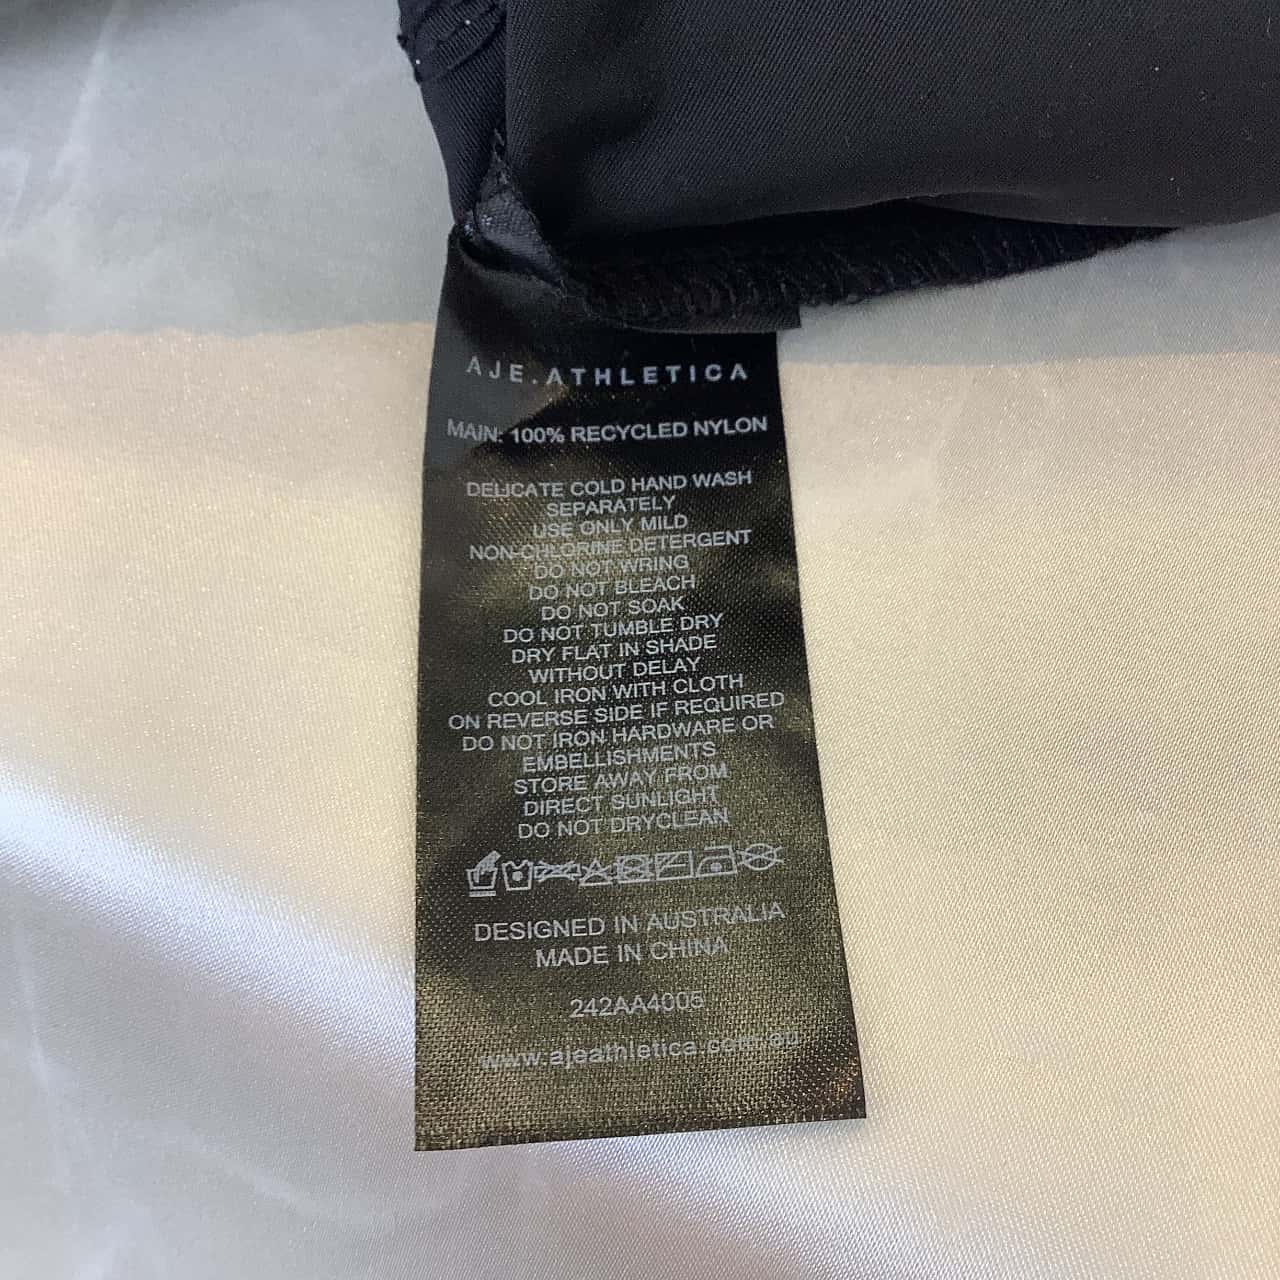 AJE.ATHLETICA
MAIN: 100% RECYCLED NYLON
DELICATE COLD HAND WASH
SEPARATELY
USE ONLY MILD
NON-CHLORINE DETERGENT
DO NOT WRING
DO NOT BLEACH
DO NOT SOAK
DO NOT TUMBLE DRY
DRY FLAT IN SHADE
WITHOUT DELAY
COOL IRON WITH CLOTH
ON REVERSE SIDE IF REQUIRED
DO NOT IRON HARDWARE OR
EMBELLISHMENTS
STORE AWAY FROM
DIRECT SUNLIGHT
DO NOT DRYCLEAN
DESIGNED IN AUSTRALIA
MADE IN CHINA
242AA4005
www.ajeathletica.com.au